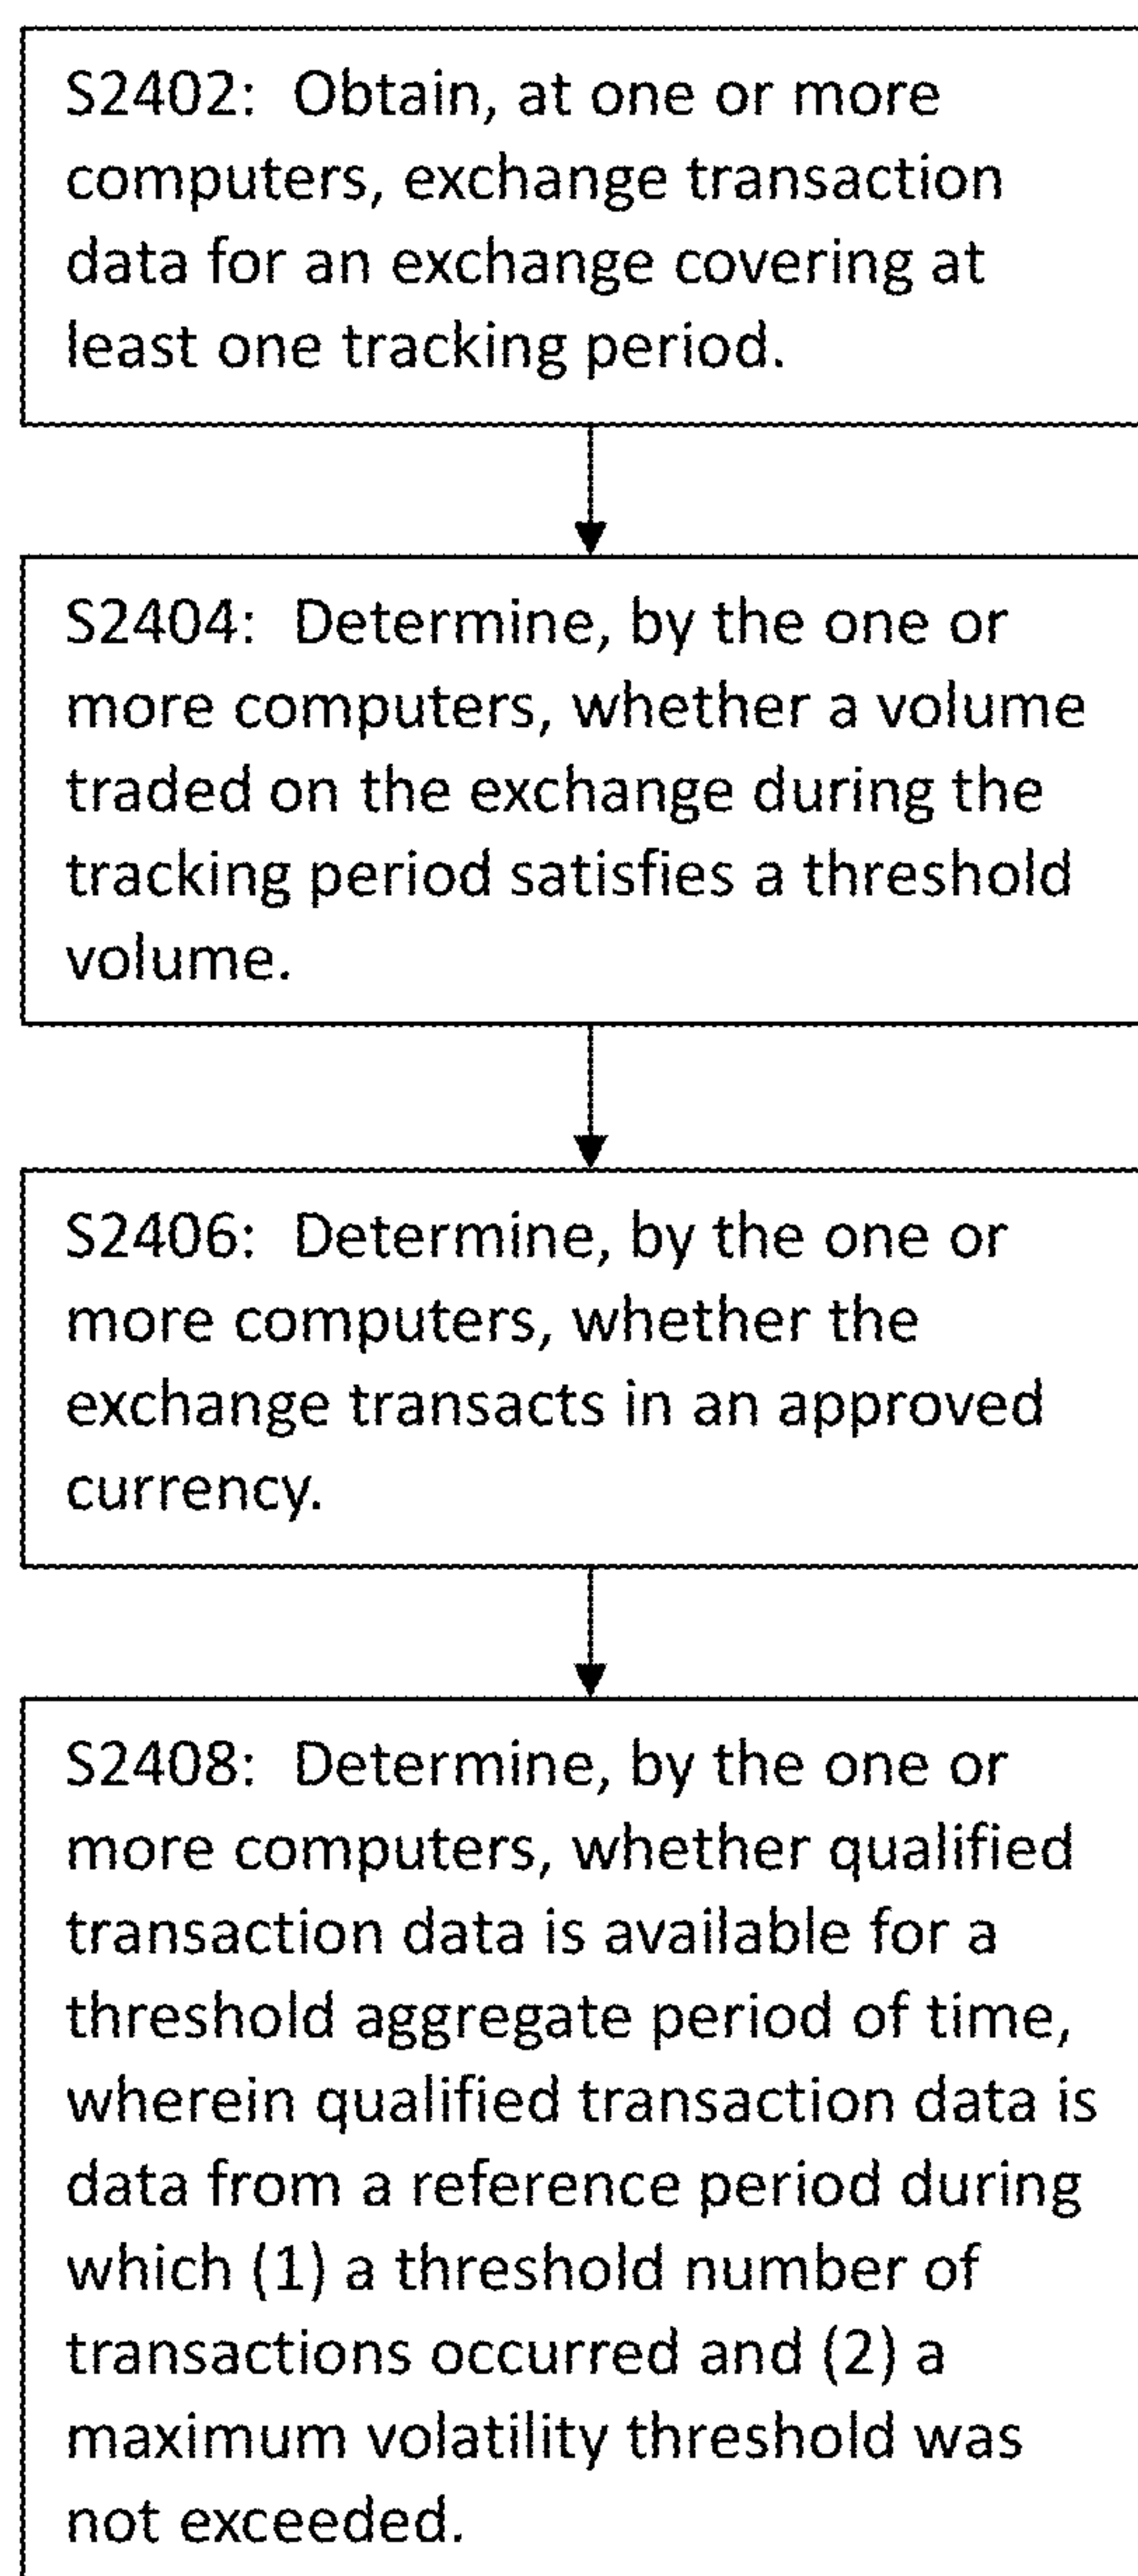 S2402: Obtain, at one or more
computers, exchange transaction
data for an exchange covering at
least one tracking period.
S2404: Determine, by the one or
more computers, whether a volume
traded on the exchange during the
tracking period satisfies a threshold
volume.
S2406: Determine, by the one or
more computers, whether the
exchange transacts in an approved
currency.
S2408: Determine, by the one or
more computers, whether qualified
transaction data is available for a
threshold aggregate period of time,
wherein qualified transaction data is
data from a reference period during
which (1) a threshold number of
transactions occurred and (2) a
maximum volatility threshold was
not exceeded.